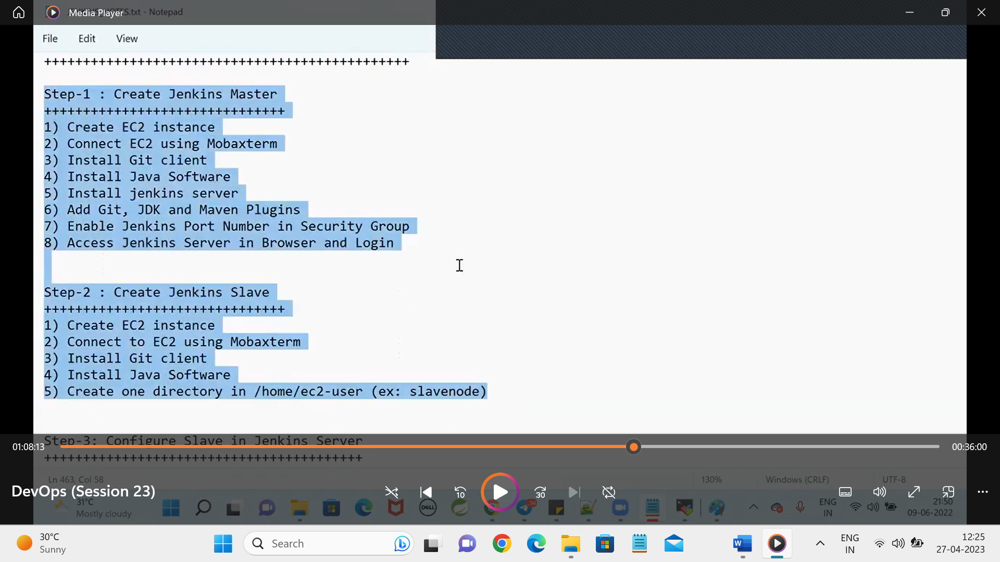 Media Player
S.txt - Notepad
File Edit View
+++++++++++++++++++++++++++++++++++++++++++++++
Step-1 : Create Jenkins Master
+++++++++++++++++++++++++++++++
1) Create EC2 instance
2) Connect EC2 using Mobaxterm
3) Install Git client
4) Install Java Software
5) Install jenkins server
6) Add Git, JDK and Maven Plugins
7) Enable Jenkins Port Number in Security Group
8) Access Jenkins Server in Browser and Login
Step-2 : Create Jenkins Slave
+++++++++++++++++++++++++++++++
1) Create EC2 instance
2) Connect to EC2 using Mobaxterm
3) Install Git client
4) Install Java Software
5) Create one directory in /home/ec2-user (ex: slavenode)
Step-3: Configure Slave in Jenkins Server
01:08:13 00:36:00
+++++++++++++++++++++++++++++++++++++++++
Ln 463, Col 58 130% Windows (CRLF) UTF-8
DevOps (Session 23) 10 30
31°C
Mostly cloudy
94
DELL
ENG
IN
21:50
09-06-2022
30°C
Sunny
Search
W
ENG
IN
12:25
27-04-2023